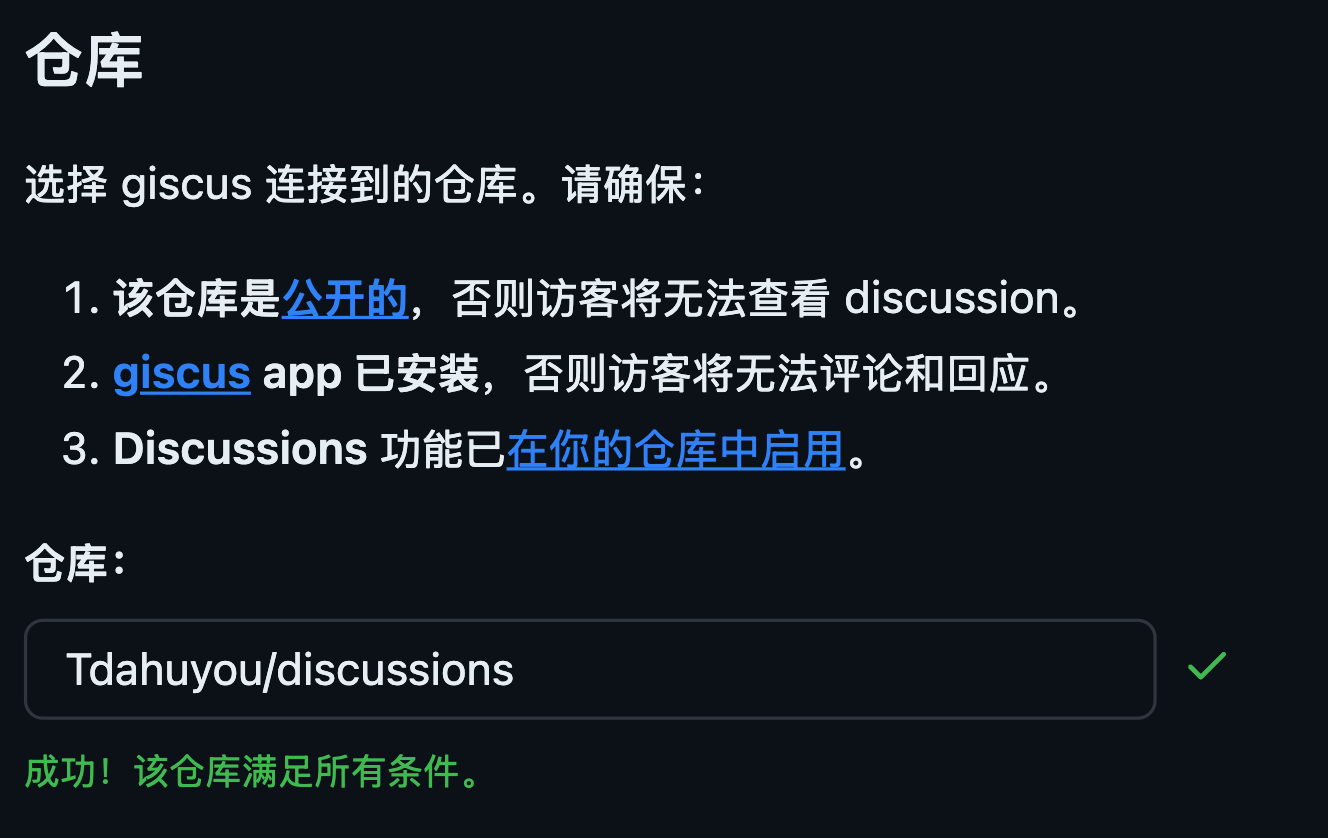 仓库
选择 giscus 连接到的仓库。请确保：
1. 该仓库是公开的，否则访客将无法查看 discussion。
2. giscus app 已安装，否则访客将无法评论和回应。
3. Discussions 功能已在你的仓库中启用。
仓库：
Tdahuyou/discussions
成功！该仓库满足所有条件。